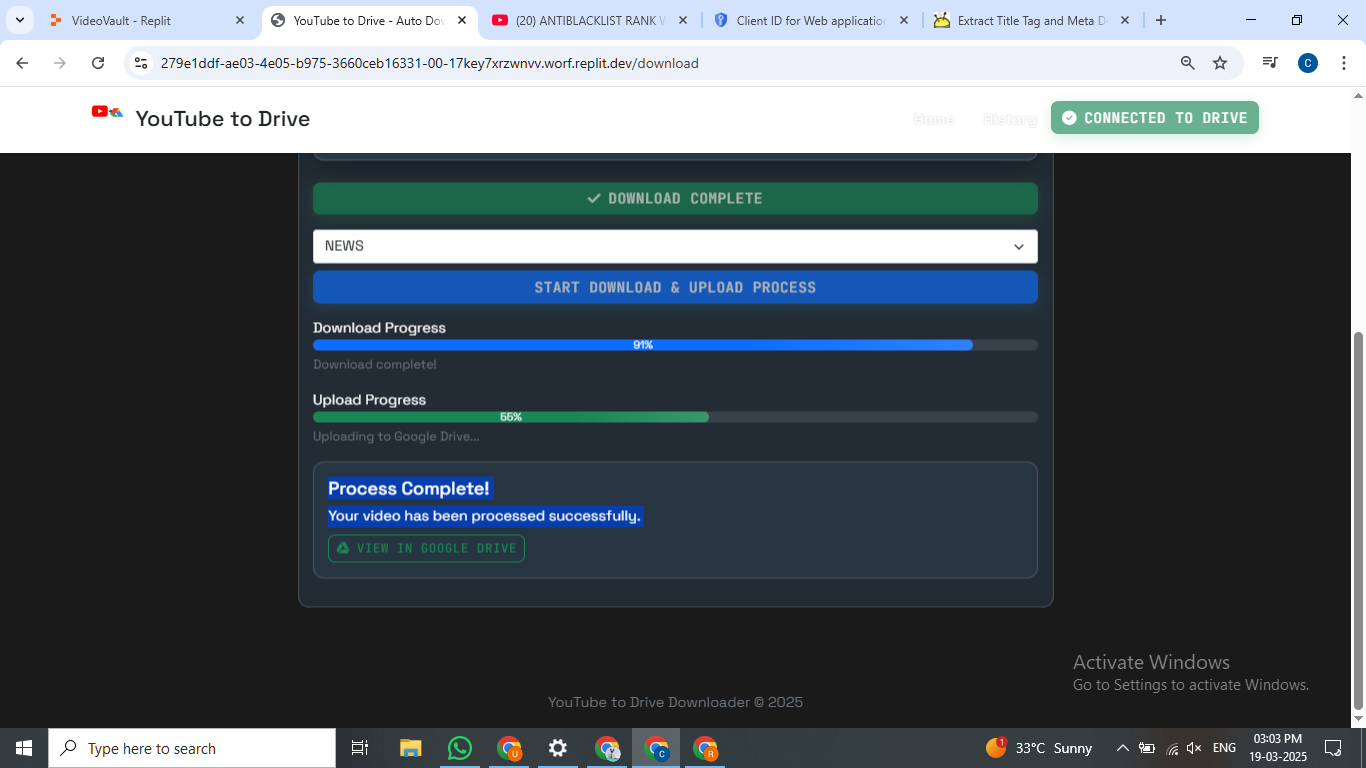 VideoVault - Replit
YouTube to Drive - Auto Do
(20) ANTIBLACKLIST RANK
Client ID for Web application
Extract Title Tag and Meta D
279e1ddf-ae03-4e05-b975-3660ceb16331-00-17key7xrzwnvv.worf.replit.dev/download
C
YouTube to Drive
Home
History
CONNECTED TO DRIVE
DOWNLOAD COMPLETE
NEWS
START DOWNLOAD & UPLOAD PROCESS
Download Progress
91%
Download complete!
Upload Progress
55%
Uploading to Google Drive...
Process Complete!
Your video has been processed successfully.
VIEW IN GOOGLE DRIVE
Activate Windows
Go to Settings to activate Windows.
YouTube to Drive Downloader © 2025
Type here to search
U
Y
C
R
1
33°C Sunny
ENG
03:03 PM
19-03-2025